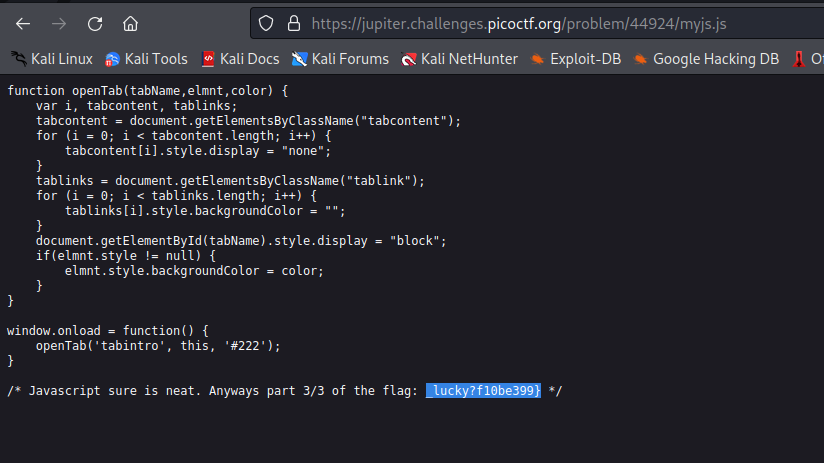 https://jupiter.challenges.picoctf.org/problem/44924/myjs.js
Kali Linux Kali Tools Kali Docs Kali Forums Kali NetHunter Exploit-DB Google Hacking DB
function openTab(tabName,elmnt,color) {
    var i, tabcontent, tablinks;
    tabcontent = document.getElementsByClassName("tabcontent");
    for (i = 0; i < tabcontent.length; i++) {
        tabcontent[i].style.display = "none";
    }
    tablinks = document.getElementsByClassName("tablink");
    for (i = 0; i < tablinks.length; i++) {
        tablinks[i].style.backgroundColor = "";
    }
    document.getElementById(tabName).style.display = "block";
    if(elmnt.style != null) {
        elmnt.style.backgroundColor = color;
    }
}
window.onload = function() {
    openTab('tabintro', this, '#222');
}
/* Javascript sure is neat. Anyways part 3/3 of the flag: _lucky?f10be399} */